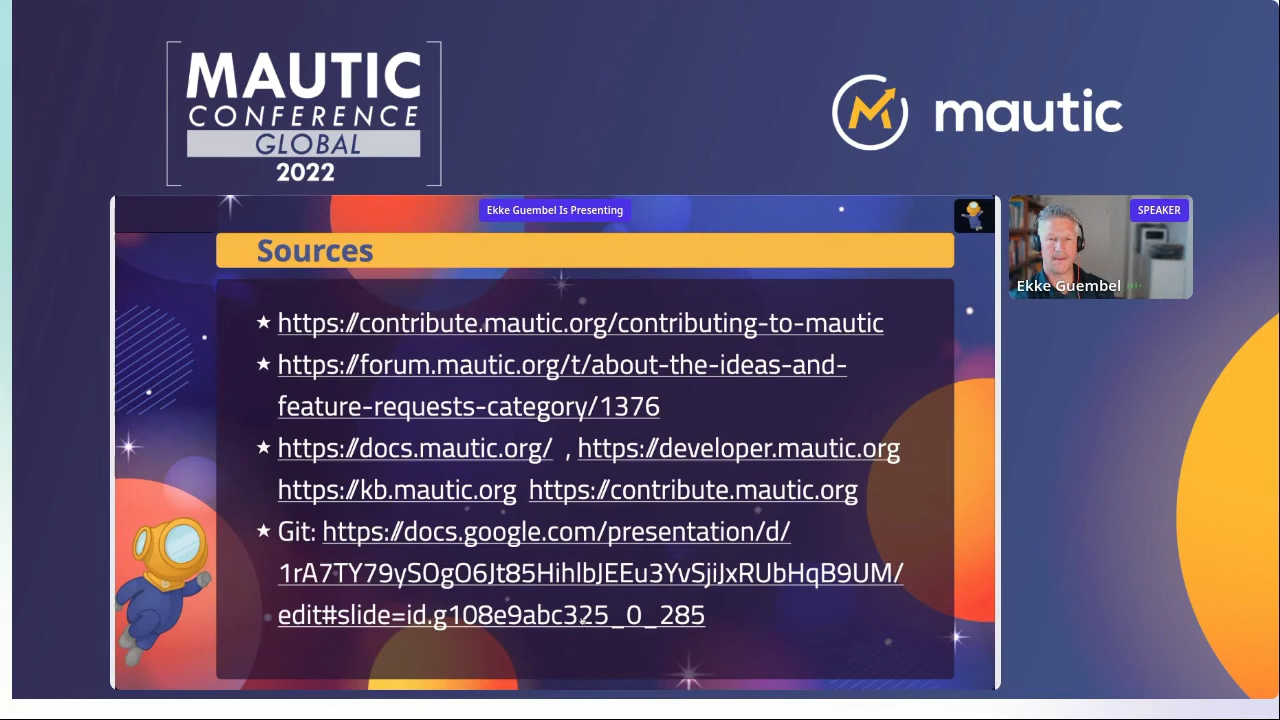 MAUTIC
CONFERENCE
GLOBAL
2022
mautic
Ekke Guembel Is Presenting
SPEAKER
Ekke Guembel
Sources
★ https://contribute.mautic.org/contributing-to-mautic
★ https://forum.mautic.org/t/about-the-ideas-and-
feature-requests-category/1376
★ https://docs.mautic.org/ , https://developer.mautic.org
https://kb.mautic.org https://contribute.mautic.org
★ Git: https://docs.google.com/presentation/d/
1rA7TY79ySOgO6Jt85HihlbJEEu3YvSjiJxRUbHqB9UM/
edit#slide=id.g108e9abc325_0_285